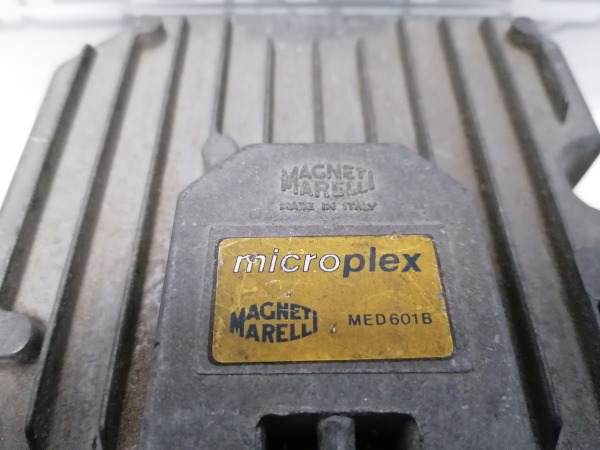 MAGNETI
MARELLI
MADE IN ITALY
microplex
MAGNETI
MARELLI
MED601B